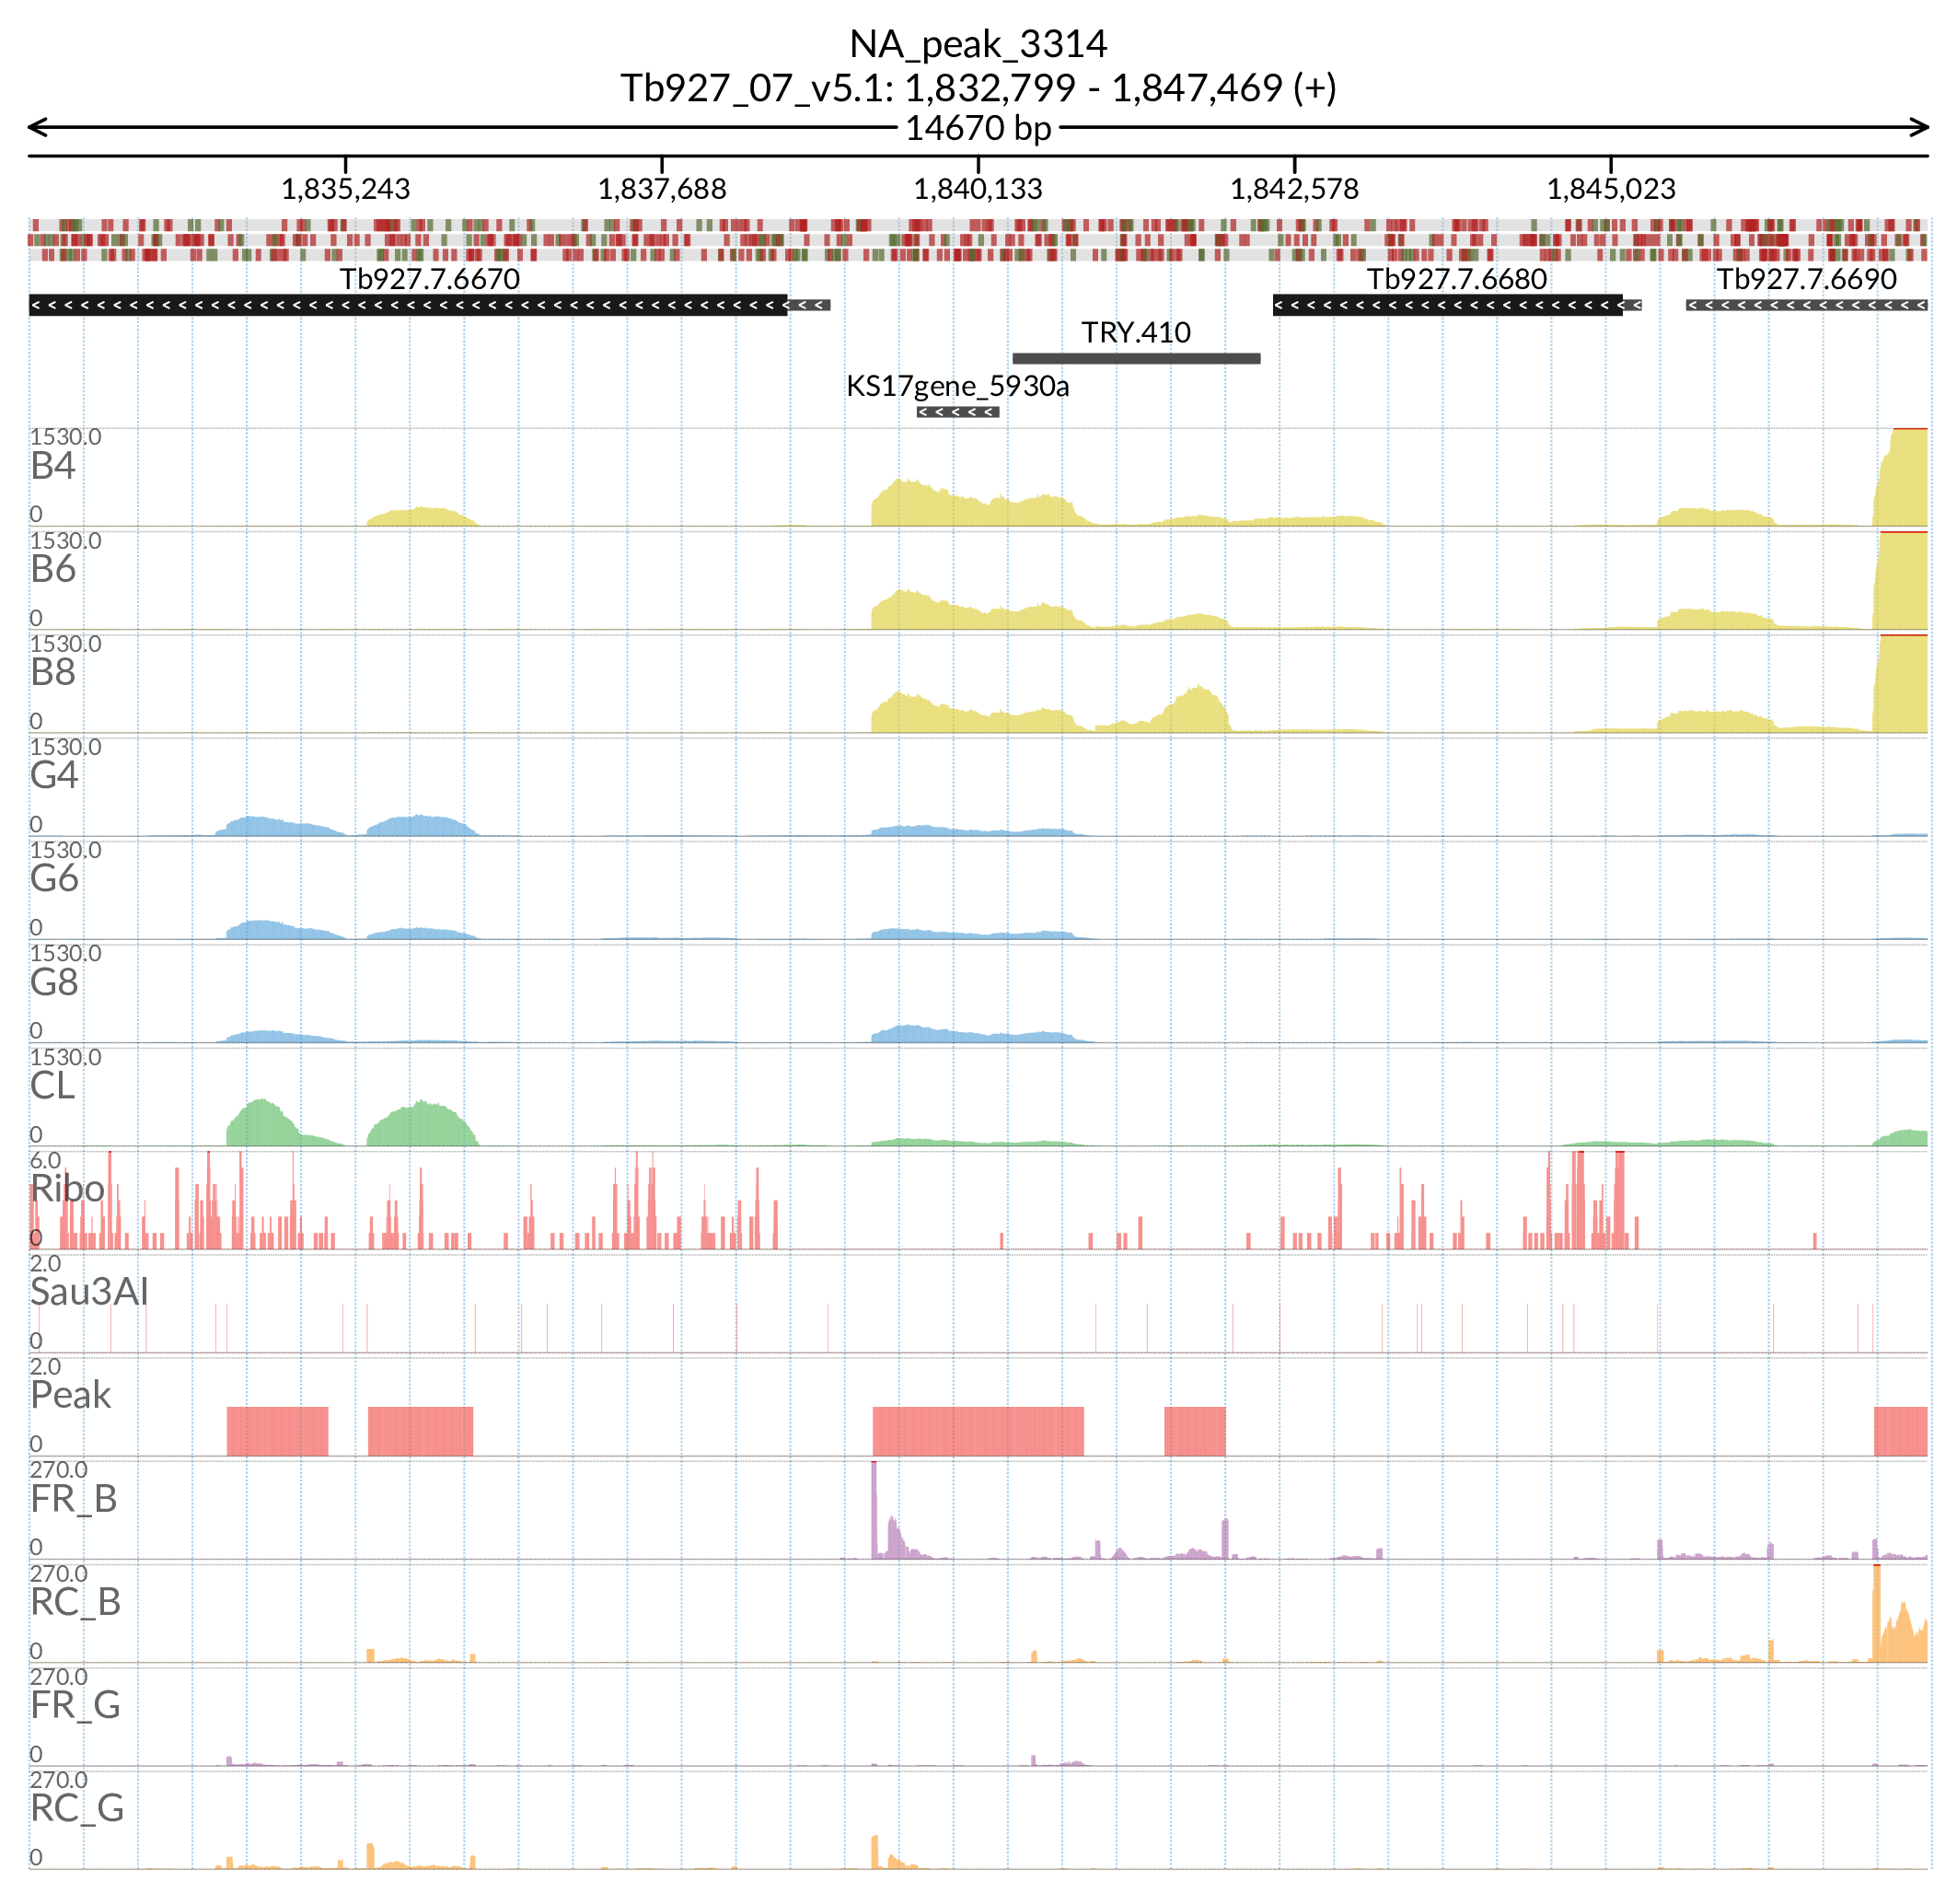 NA_peak_3314
Tb927_07_v5.1: 1,832,799 - 1,847,469 (+)
14670 bp
1,835,243 1,837,688 1,840,133 1,842,578 1,845,023
Tb927.7.6670 Tb927.7.6680 Tb927.7.6690
TRY.410
KS17gene_5930a
1530.0
B4
0
1530.0
B6
0
1530.0
B8
0
1530.0
G4
0
1530.0
G6
0
1530.0
G8
0
1530.0
CL
0
6.0
Ribo
0
2.0
Sau3AI
0
2.0
Peak
0
270.0
FR_B
0
270.0
RC_B
0
270.0
FR_G
0
270.0
RC_G
0